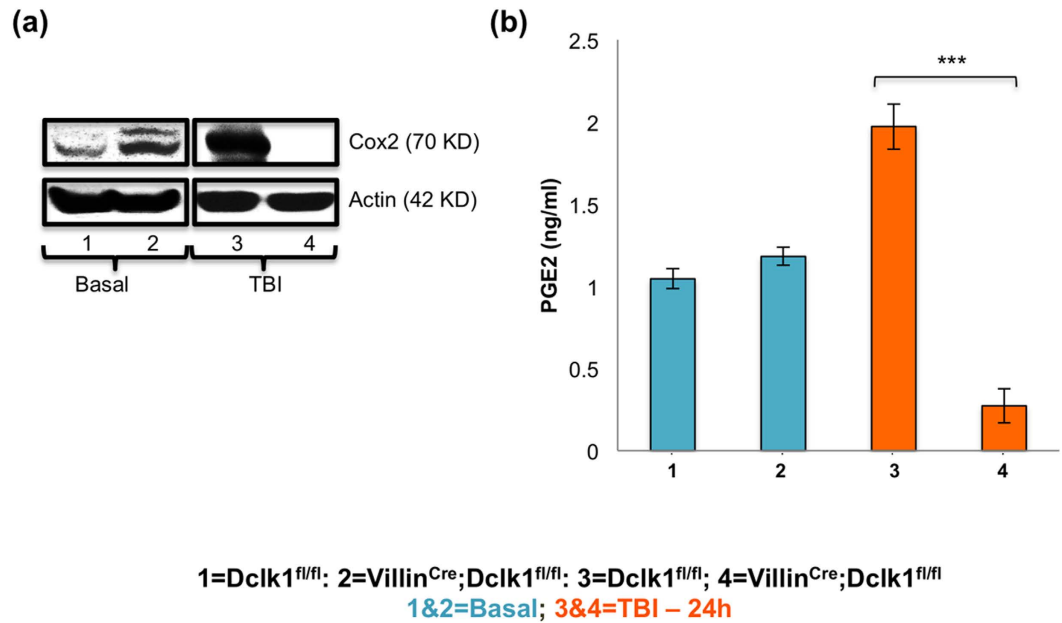 (a)
Cox2 (70 KD)
Actin (42 KD)
1 2 3 4
Basal TBI
(b)
PGE2 (ng/ml)
2.5
***
2
1.5
1
0.5
0
1 2 3 4
1=Dclk1fl/fl: 2=VillinCre;Dclk1fl/fl: 3=Dclk1fl/fl; 4=VillinCre;Dclk1fl/fl
1&2=Basal; 3&4=TBI – 24h